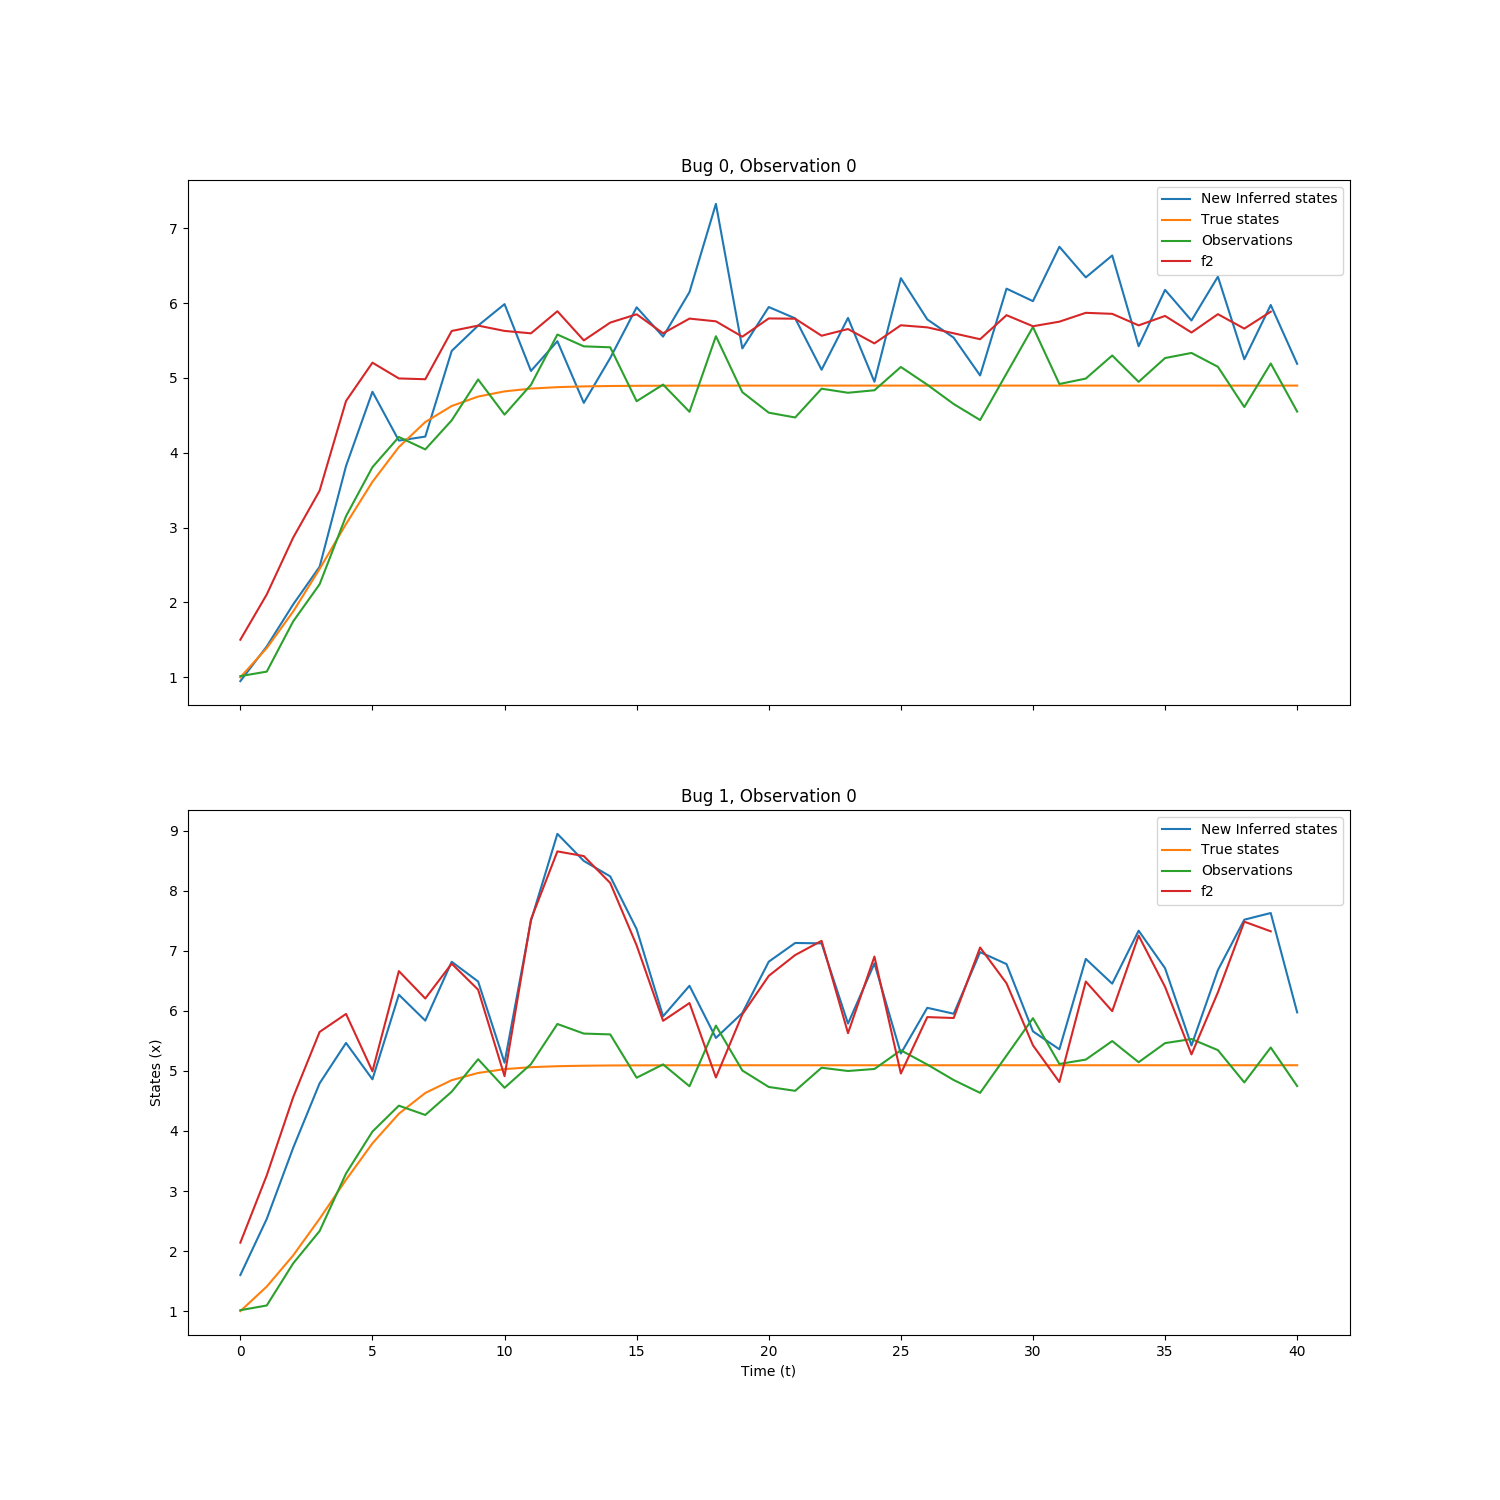 Bug 0, Observation 0
New Inferred states
True states
Observations
f2
7
6
5
4
3
2
1
Bug 1, Observation 0
New Inferred states
True states
Observations
f2
9
8
7
6
5
4
3
2
1
States (x)
0 5 10 15 20 25 30 35 40
Time (t)